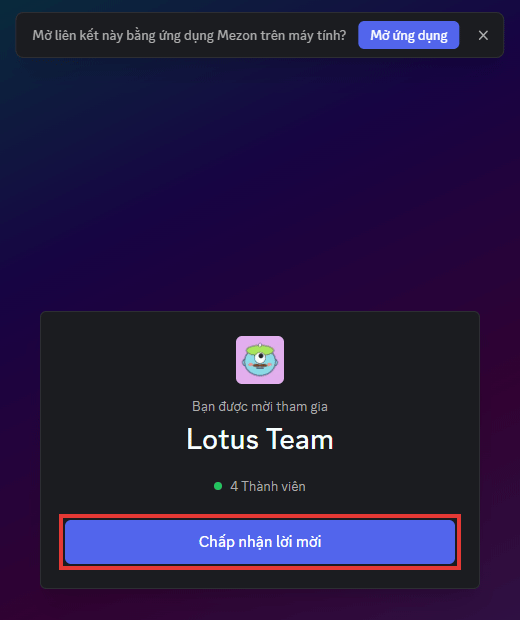 Mở liên kết này bằng ứng dụng Mezon trên máy tính?
Mở ứng dụng
Bạn được mời tham gia
Lotus Team
4 Thành viên
Chấp nhận lời mời